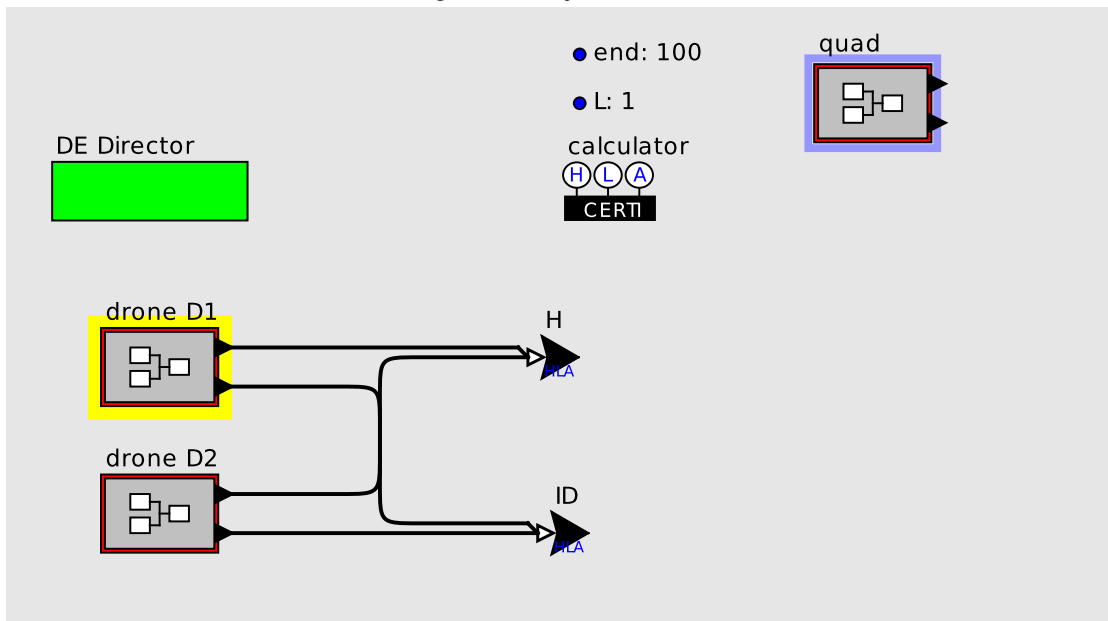 end: 100
quad
L: 1
DE Director
calculator
H L A
CERTI
drone D1
H
HLA
drone D2
ID
HLA